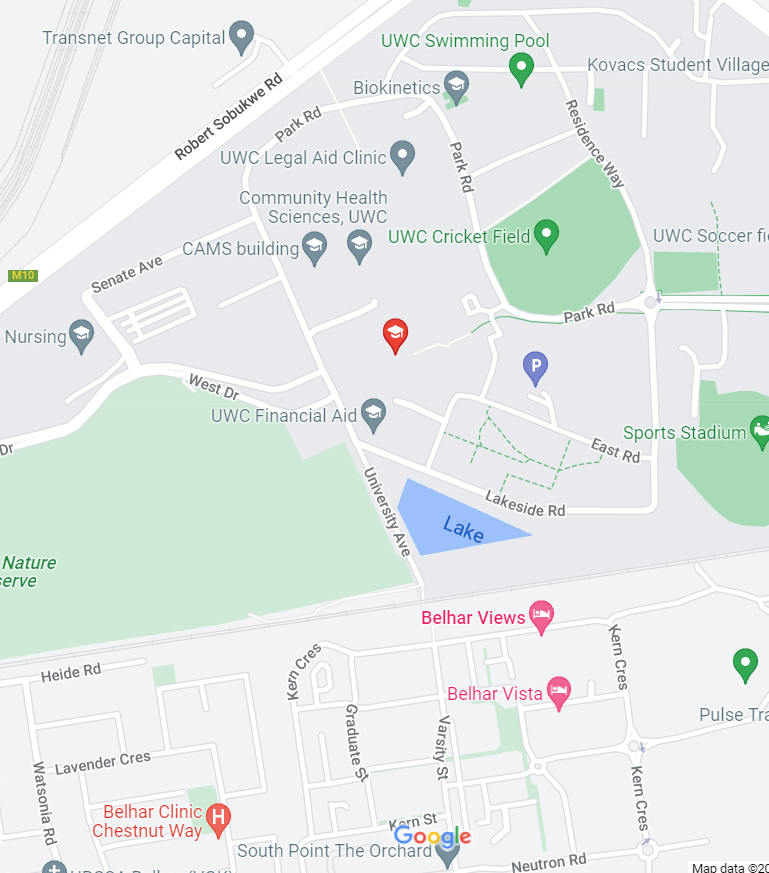 Transnet Group Capital
UWC Swimming Pool
Kovacs Student Village
Biokinetics
Robert Sobukwe Rd
Park Rd
Residence Way
Park Rd
UWC Legal Aid Clinic
Community Health
Sciences, UWC
CAMS building
UWC Cricket Field
UWC Soccer fie
Senate Ave
M10
Park Rd
Nursing
P
West Dr
UWC Financial Aid
Sports Stadium
Dr
East Rd
University Ave
Lakeside Rd
Lake
Nature
serve
Belhar Views
Kern Cres
Kern Cres
Heide Rd
Belhar Vista
Graduate St
Varsity St
Pulse Tra
Lavender Cres
Watsonia Rd
Kern Cres
Belhar Clinic
Chestnut Way
H
Kern St
Google
South Point The Orchard
Neutron Rd
Map data ©20